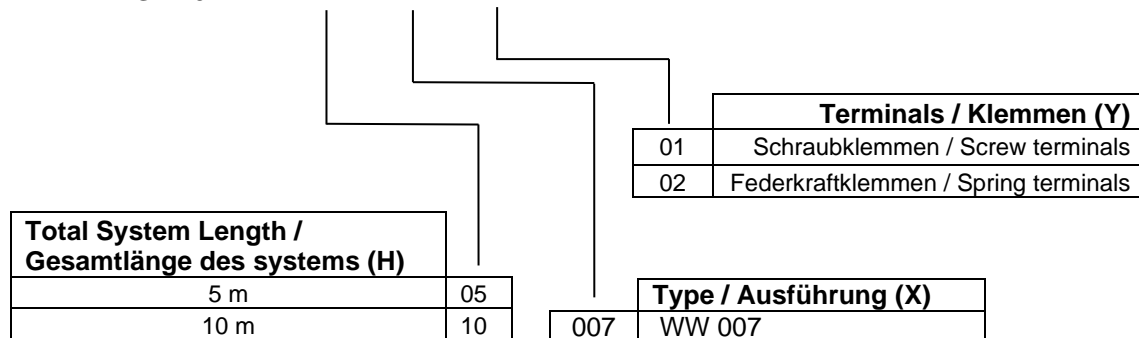 Terminals / Klemmen (Y)
01 Schraubklemmen / Screw terminals
02 Federkraftklemmen / Spring terminals
Total System Length /
Gesamtlänge des systems (H)
5 m 05
10 m 10
Type / Ausführung (X)
007 WW 007